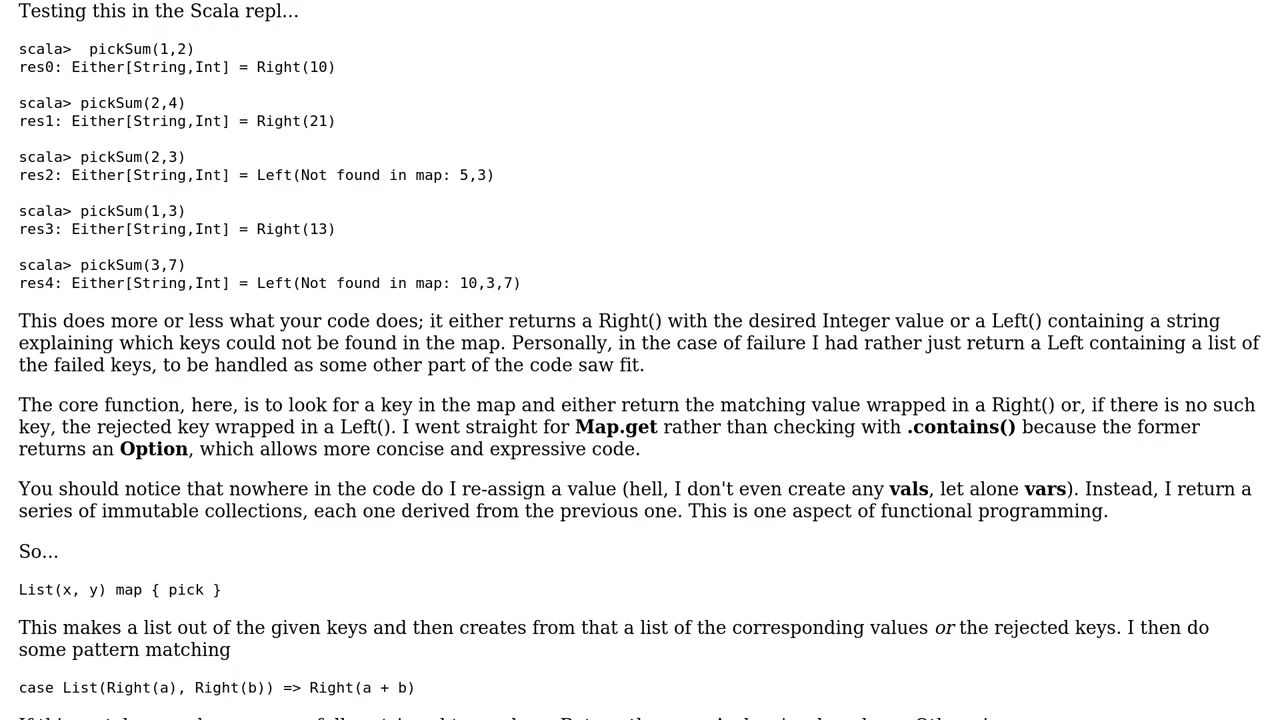 Testing this in the Scala repl...
scala>  pickSum(1,2)
res0: Either[String,Int] = Right(10)
scala> pickSum(2,4)
res1: Either[String,Int] = Right(21)
scala> pickSum(2,3)
res2: Either[String,Int] = Left(Not found in map: 5,3)
scala> pickSum(1,3)
res3: Either[String,Int] = Right(13)
scala> pickSum(3,7)
res4: Either[String,Int] = Left(Not found in map: 10,3,7)
This does more or less what your code does; it either returns a Right() with the desired Integer value or a Left() containing a string
explaining which keys could not be found in the map. Personally, in the case of failure I had rather just return a Left containing a list of
the failed keys, to be handled as some other part of the code saw fit.
The core function, here, is to look for a key in the map and either return the matching value wrapped in a Right() or, if there is no such
key, the rejected key wrapped in a Left(). I went straight for Map.get rather than checking with .contains() because the former
returns an Option, which allows more concise and expressive code.
You should notice that nowhere in the code do I re-assign a value (hell, I don't even create any vals, let alone vars). Instead, I return a
series of immutable collections, each one derived from the previous one. This is one aspect of functional programming.
So...
List(x, y) map { pick }
This makes a list out of the given keys and then creates from that a list of the corresponding values or the rejected keys. I then do
some pattern matching
case List(Right(a), Right(b)) => Right(a + b)